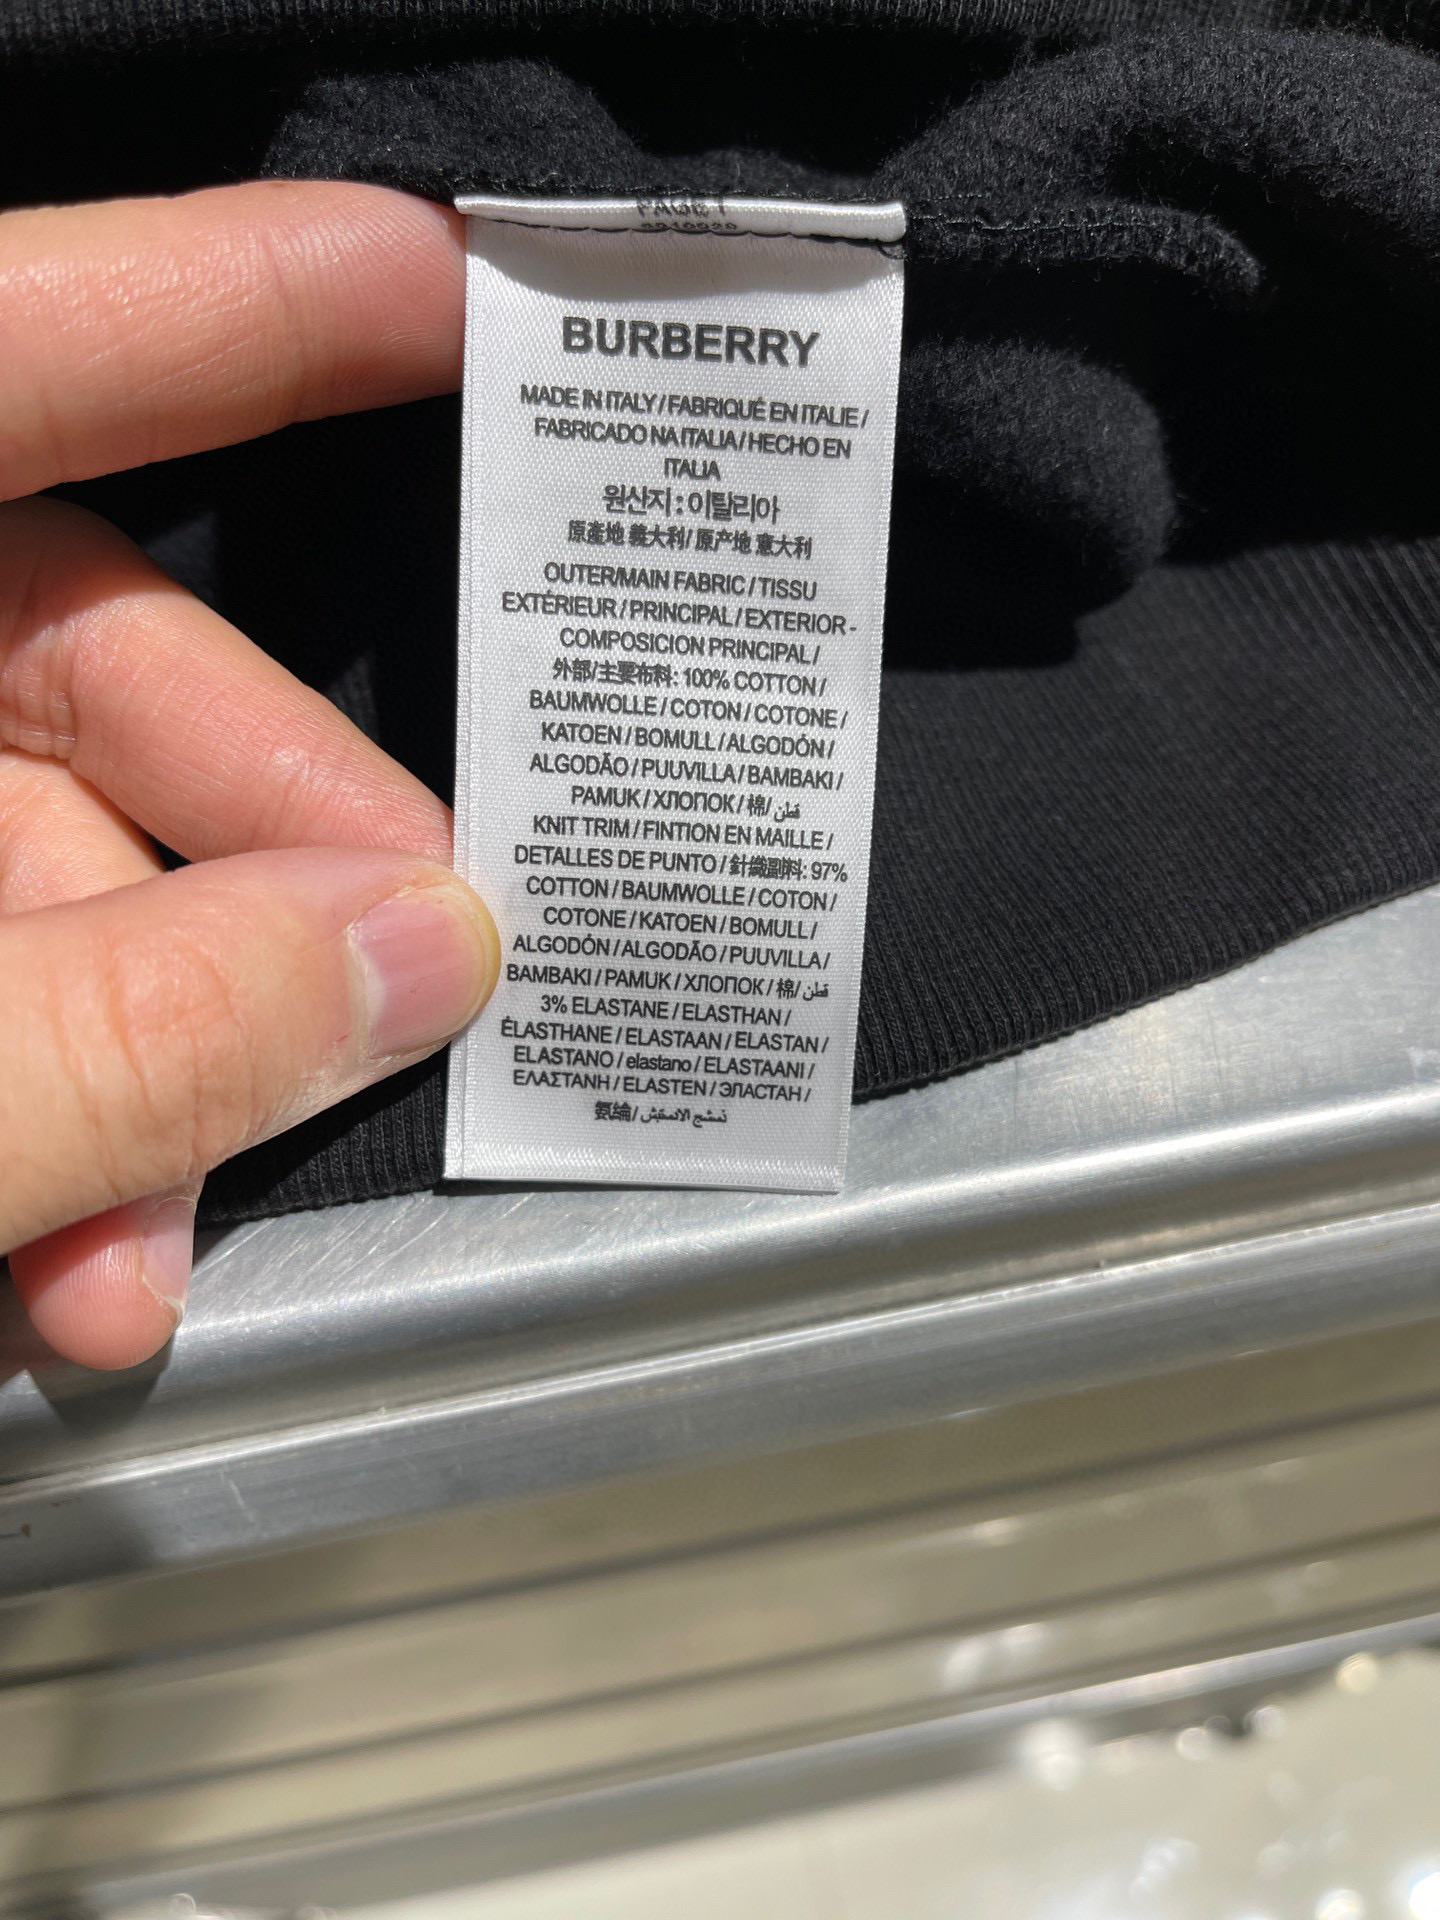 BURBERRY
MADE IN ITALY / FABRIQUÉ EN ITALIE /
FABRICADO NA ITALIA / HECHO EN
ITALIA
원산지 : 이탈리아
原產地 義大利/ 原产地 意大利
OUTER/MAIN FABRIC / TISSU
EXTÉRIEUR / PRINCIPAL / EXTERIOR -
COMPOSICION PRINCIPAL /
外部/主要布料: 100% COTTON /
BAUMWOLLE / COTON / COTONE /
KATOEN / BOMULL / ALGODÓN /
ALGODÃO / PUUVILLA / BAMBAKI /
PAMUK / ХЛОПОК / 棉/ قطن
KNIT TRIM / FINTION EN MAILLE /
DETALLES DE PUNTO / 針織副料: 97%
COTTON / BAUMWOLLE / COTON /
COTONE / KATOEN / BOMULL /
ALGODÓN / ALGODÃO / PUUVILLA /
BAMBAKI / PAMUK / ХЛОПОК / 棉/ قطن
3% ELASTANE / ELASTHAN /
ÉLASTHANE / ELASTAAN / ELASTAN /
ELASTANO / elastano / ELASTAANI /
ΕΛΑΣΤΑΝΗ / ELASTEN / ЭЛАСТАН /
氨纶/